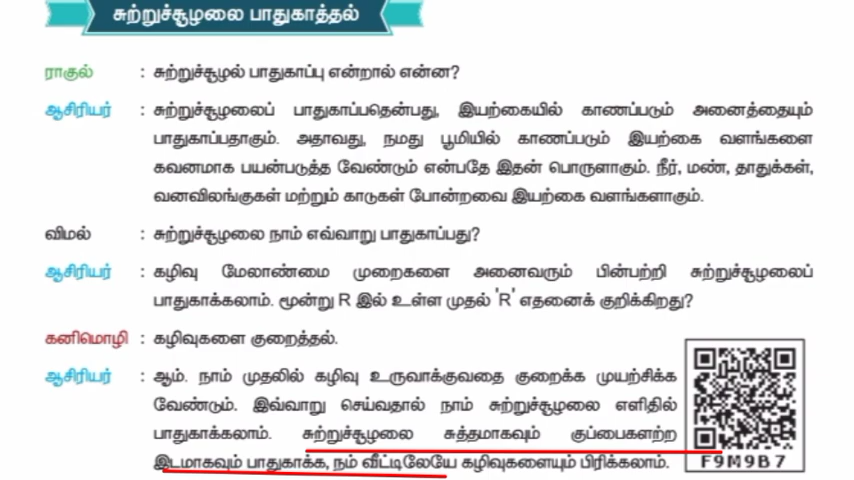 சுற்றுச்சூழலை பாதுகாத்தல்
ராகுல் : சுற்றுச்சூழல் பாதுகாப்பு என்றால் என்ன?
ஆசிரியர் : சுற்றுச்சூழலைப் பாதுகாப்பதென்பது, இயற்கையில் காணப்படும் அனைத்தையும்
பாதுகாப்பதாகும். அதாவது, நமது பூமியில் காணப்படும் இயற்கை வளங்களை
கவனமாக பயன்படுத்த வேண்டும் என்பதே இதன் பொருளாகும். நீர், மண், தாதுக்கள்,
வனவிலங்குகள் மற்றும் காடுகள் போன்றவை இயற்கை வளங்களாகும்.
விமல் : சுற்றுச்சூழலை நாம் எவ்வாறு பாதுகாப்பது?
ஆசிரியர் : கழிவு மேலாண்மை முறைகளை அனைவரும் பின்பற்றி சுற்றுச்சூழலைப்
பாதுகாக்கலாம். மூன்று R இல் உள்ள முதல் 'R' எதனைக் குறிக்கிறது?
கனிமொழி : கழிவுகளை குறைத்தல்.
ஆசிரியர் : ஆம். நாம் முதலில் கழிவு உருவாக்குவதை குறைக்க முயற்சிக்க
வேண்டும். இவ்வாறு செய்வதால் நாம் சுற்றுச்சூழலை எளிதில்
பாதுகாக்கலாம். சுற்றுச்சூழலை சுத்தமாகவும் குப்பைகளற்ற
இடமாகவும் பாதுகாக்க, நம் வீட்டிலேயே கழிவுகளையும் பிரிக்கலாம்.
F9M9B7